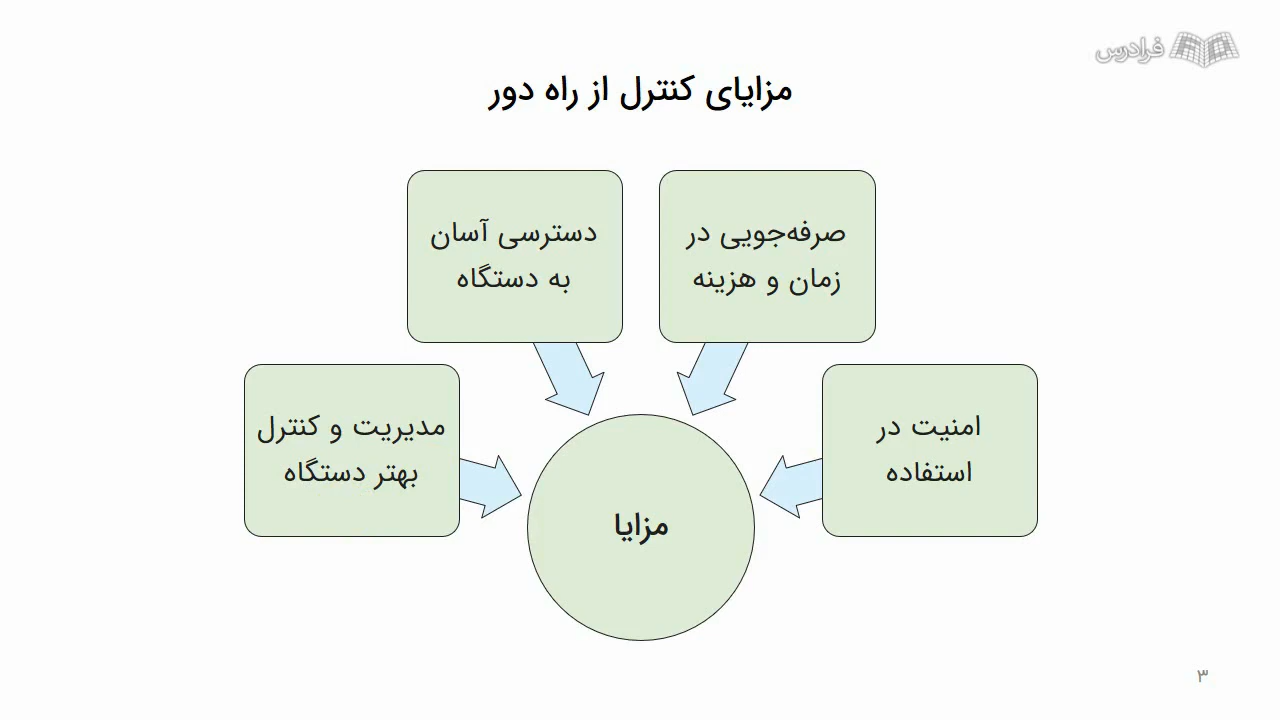 فرادرس
مزایای کنترل از راه دور
صرفه‌جویی در
زمان و هزینه
دسترسی آسان
به دستگاه
امنیت در
استفاده
مدیریت و کنترل
بهتر دستگاه
مزایا
۳